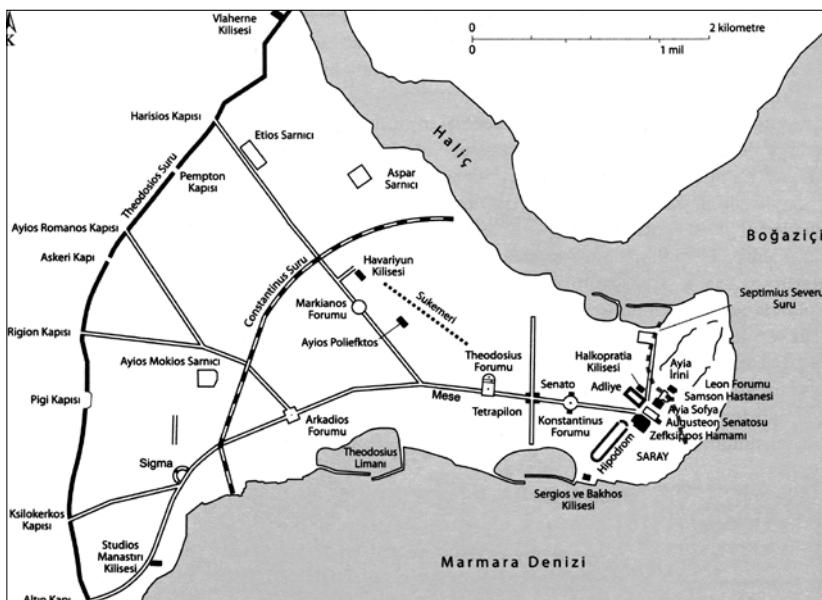 Vlaherne
Kilisesi
0
2 kilometre
0
1 mil
K
Harisios Kapısı
Etios Sarnıcı
Haliç
Theodosios Suru
Pempton
Kapısı
Aspar
Sarnıcı
Ayios Romanos Kapısı
Boğaziçi
Askeri Kapı
Constantinus Suru
Havariyun
Kilisesi
Sukemeri
Septimius Severu
Suru
Markianos
Forumu
Rigion Kapısı
Ayios Poliefktos
Ayios Mokios Sarnıcı
Theodosius
Forumu
Halkopratia
Kilisesi
Ayia
İrini
Leon Forumu
Samson Hastanesi
Senato
Adliye
Pigi Kapısı
Mese
Ayia Sofya
Tetrapilon
Arkadios
Forumu
Konstantinus
Forumu
Augusteon Senatosu
Zefksippos Hamamı
Hipodrom
SARAY
Sigma
Theodosius
Limanı
Sergios ve Bakhos
Kilisesi
Ksilokerkos
Kapısı
Studios
Manastırı
Kilisesi
Marmara Denizi
Altın Kapı